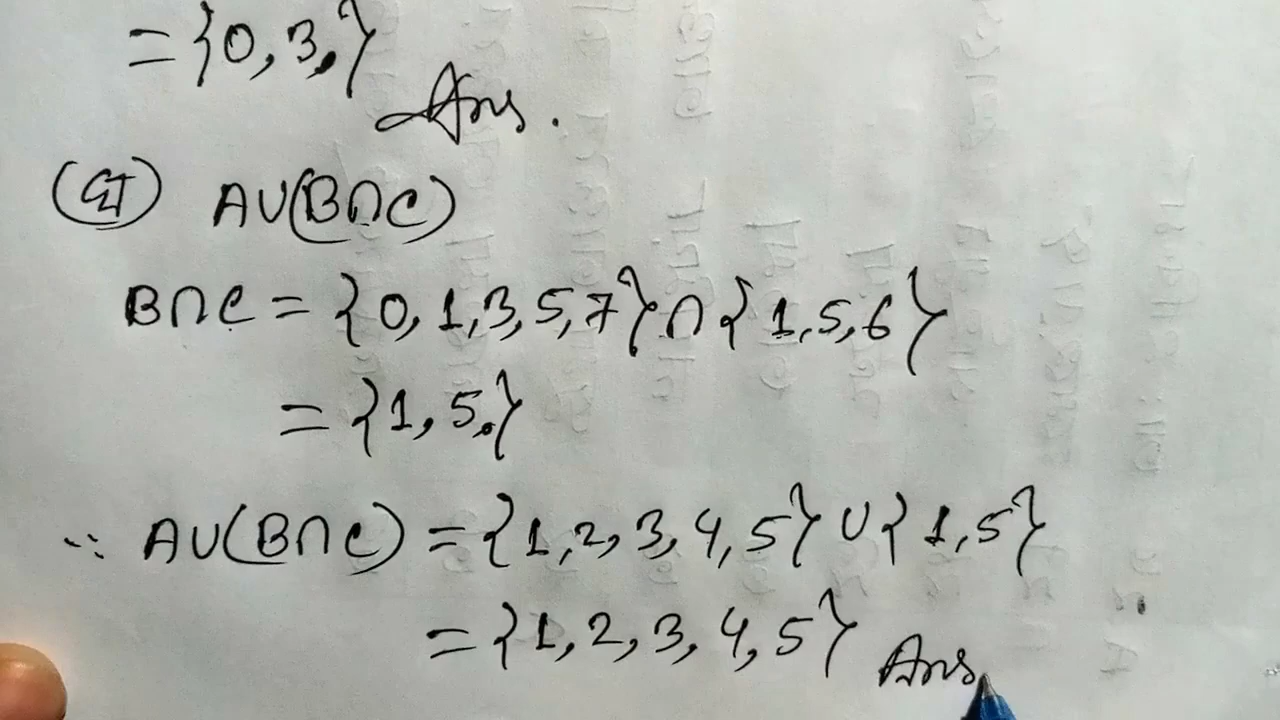 = {0, 3,}
Ans.
(ঘ) A∪(B∩C)
B∩C = {0, 1, 3, 5, 7} ∩ {1, 5, 6}
= {1, 5,}
∴ A∪(B∩C) = {1, 2, 3, 4, 5} ∪ {1, 5}
= {1, 2, 3, 4, 5} Ans